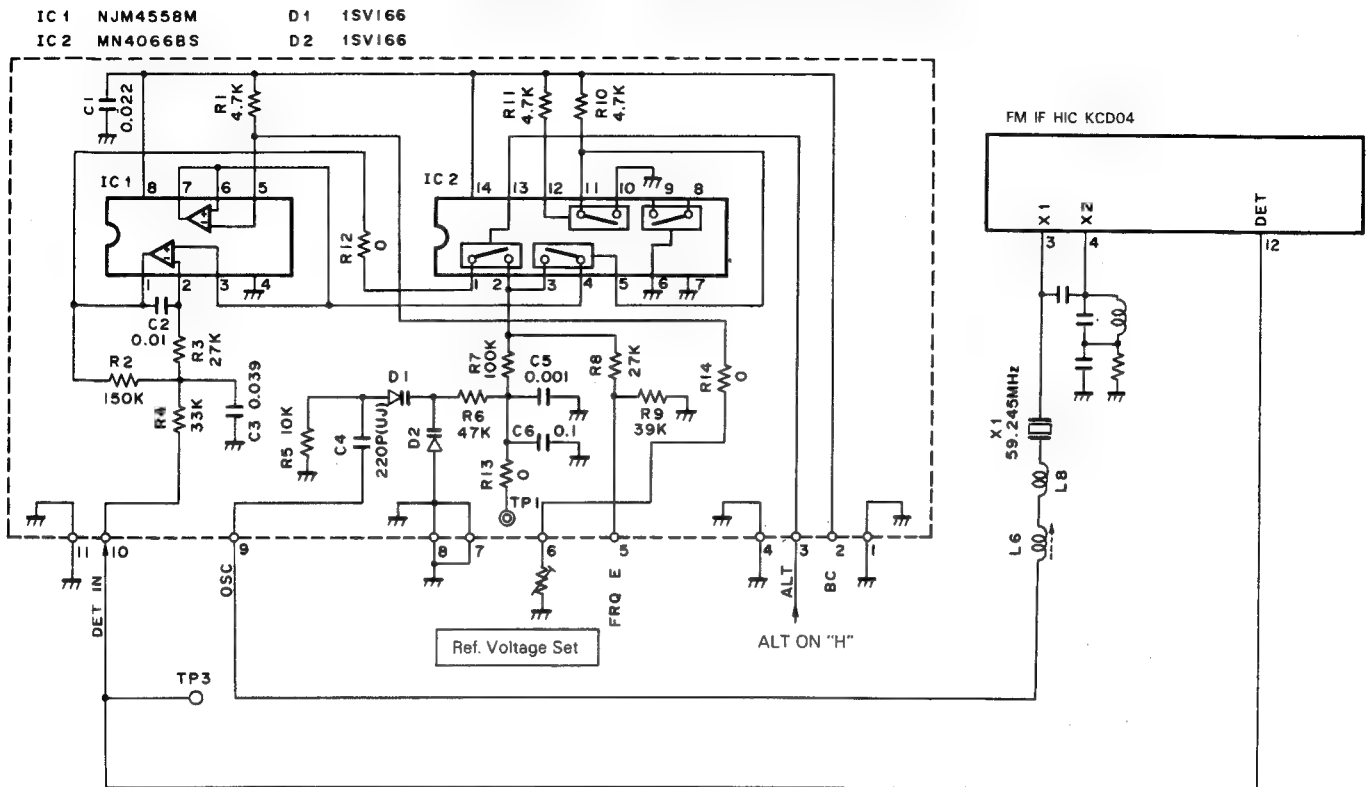 IC1 NJM4558M D1 1SV166
IC2 MN4066BS D2 1SV166
C1 0.022
R1 4.7K
R11 4.7K
R10 4.7K
FM IF HIC KCD04
X1 X2 DET
3 4 12
IC1 8 7 6 5
IC2 14 13 12 11 10 9 8
R12 0
1 2 3 4
1 2 3 4 5 6 7
C2 0.01
R3 27K
R2 150K
R4 33K
C3 0.039
R5 10K
C4 220P(UJ)
D1
D2
R6 47K
R7 100K
C5 0.001
C6 0.1
R13 0
TP1
R8 27K
R9 39K
R14 0
X1 59.245MHz
L8
L6
11 10 9 8 7 6 5 4 3 2 1
DET IN
OSC
FRQ E
ALT
BC
Ref. Voltage Set
ALT ON "H"
TP3